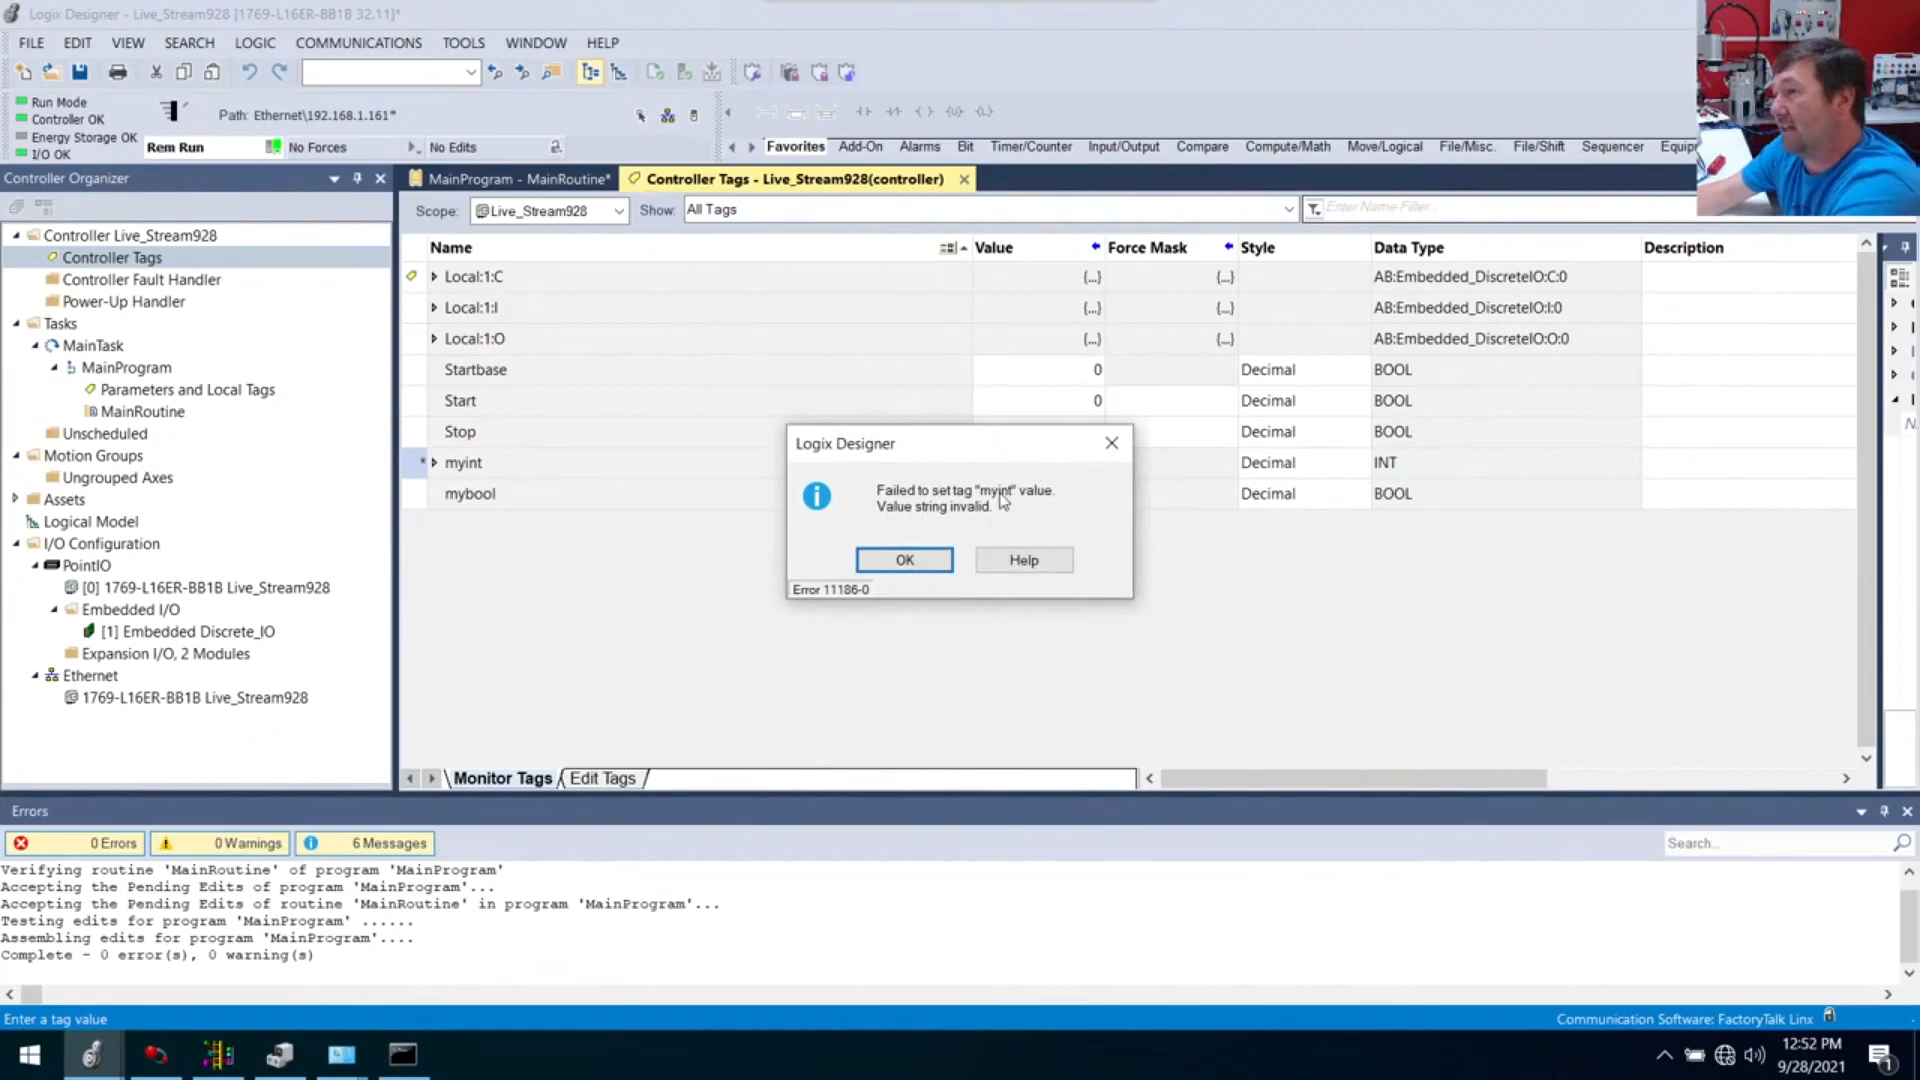 Logix Designer - Live_Stream928 [1769-L16ER-BB1B 32.11]*
FILE EDIT VIEW SEARCH LOGIC COMMUNICATIONS TOOLS WINDOW HELP
Run Mode
Controller OK
Energy Storage OK
I/O OK
Path: Ethernet\192.168.1.161*
Rem Run No Forces No Edits
Favorites Add-On Alarms Bit Timer/Counter Input/Output Compare Compute/Math Move/Logical File/Misc. File/Shift Sequencer Equip
Controller Organizer
Controller Live_Stream928
Controller Tags
Controller Fault Handler
Power-Up Handler
Tasks
MainTask
MainProgram
Parameters and Local Tags
MainRoutine
Unscheduled
Motion Groups
Ungrouped Axes
Assets
Logical Model
I/O Configuration
PointIO
[0] 1769-L16ER-BB1B Live_Stream928
Embedded I/O
[1] Embedded Discrete_IO
Expansion I/O, 2 Modules
Ethernet
1769-L16ER-BB1B Live_Stream928
MainProgram - MainRoutine* Controller Tags - Live_Stream928(controller)
Scope: Live_Stream928 Show: All Tags Enter Name Filter...
Name Value Force Mask Style Data Type Description
Local:1:C {...} {...} AB:Embedded_DiscreteIO:C:0
Local:1:I {...} {...} AB:Embedded_DiscreteIO:I:0
Local:1:O {...} {...} AB:Embedded_DiscreteIO:O:0
Startbase 0 Decimal BOOL
Start 0 Decimal BOOL
Stop Decimal BOOL
* myint Decimal INT
mybool Decimal BOOL
Logix Designer
Failed to set tag "myint" value.
Value string invalid.
OK Help
Error 11186-0
Monitor Tags Edit Tags
Errors
0 Errors 0 Warnings 6 Messages Search...
Verifying routine 'MainRoutine' of program 'MainProgram'
Accepting the Pending Edits of program 'MainProgram'...
Accepting the Pending Edits of routine 'MainRoutine' in program 'MainProgram'...
Testing edits for program 'MainProgram' ......
Assembling edits for program 'MainProgram'....
Complete - 0 error(s), 0 warning(s)
Enter a tag value
Communication Software: FactoryTalk Linx
12:52 PM
9/28/2021
1